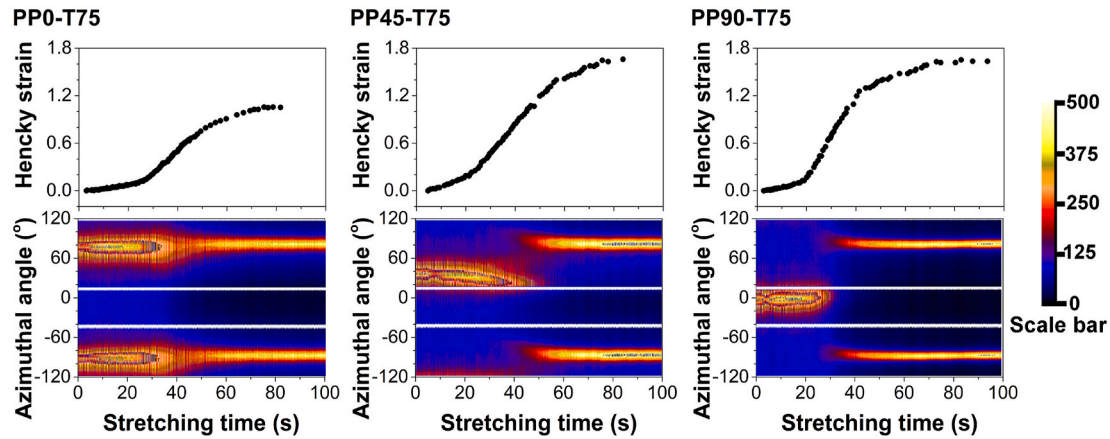 PP0-T75
PP45-T75
PP90-T75
Hencky strain
1.8
1.2
0.6
0.0
Hencky strain
1.8
1.2
0.6
0.0
Hencky strain
1.8
1.2
0.6
0.0
Azimuthal angle (°)
120
60
0
-60
-120
0 20 40 60 80 100
Stretching time (s)
Azimuthal angle (°)
120
60
0
-60
-120
0 20 40 60 80 100
Stretching time (s)
Azimuthal angle (°)
120
60
0
-60
-120
0 20 40 60 80 100
Stretching time (s)
500
375
250
125
0
Scale bar